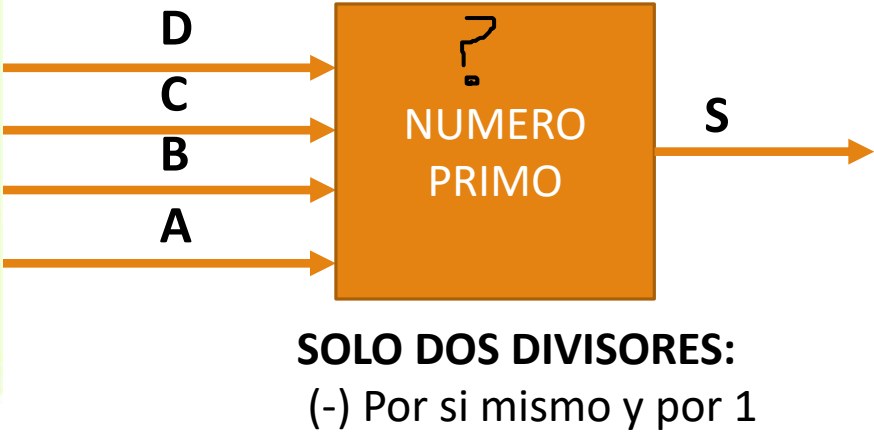 D
C
B
A
?
NUMERO
PRIMO
S
SOLO DOS DIVISORES:
(-) Por si mismo y por 1